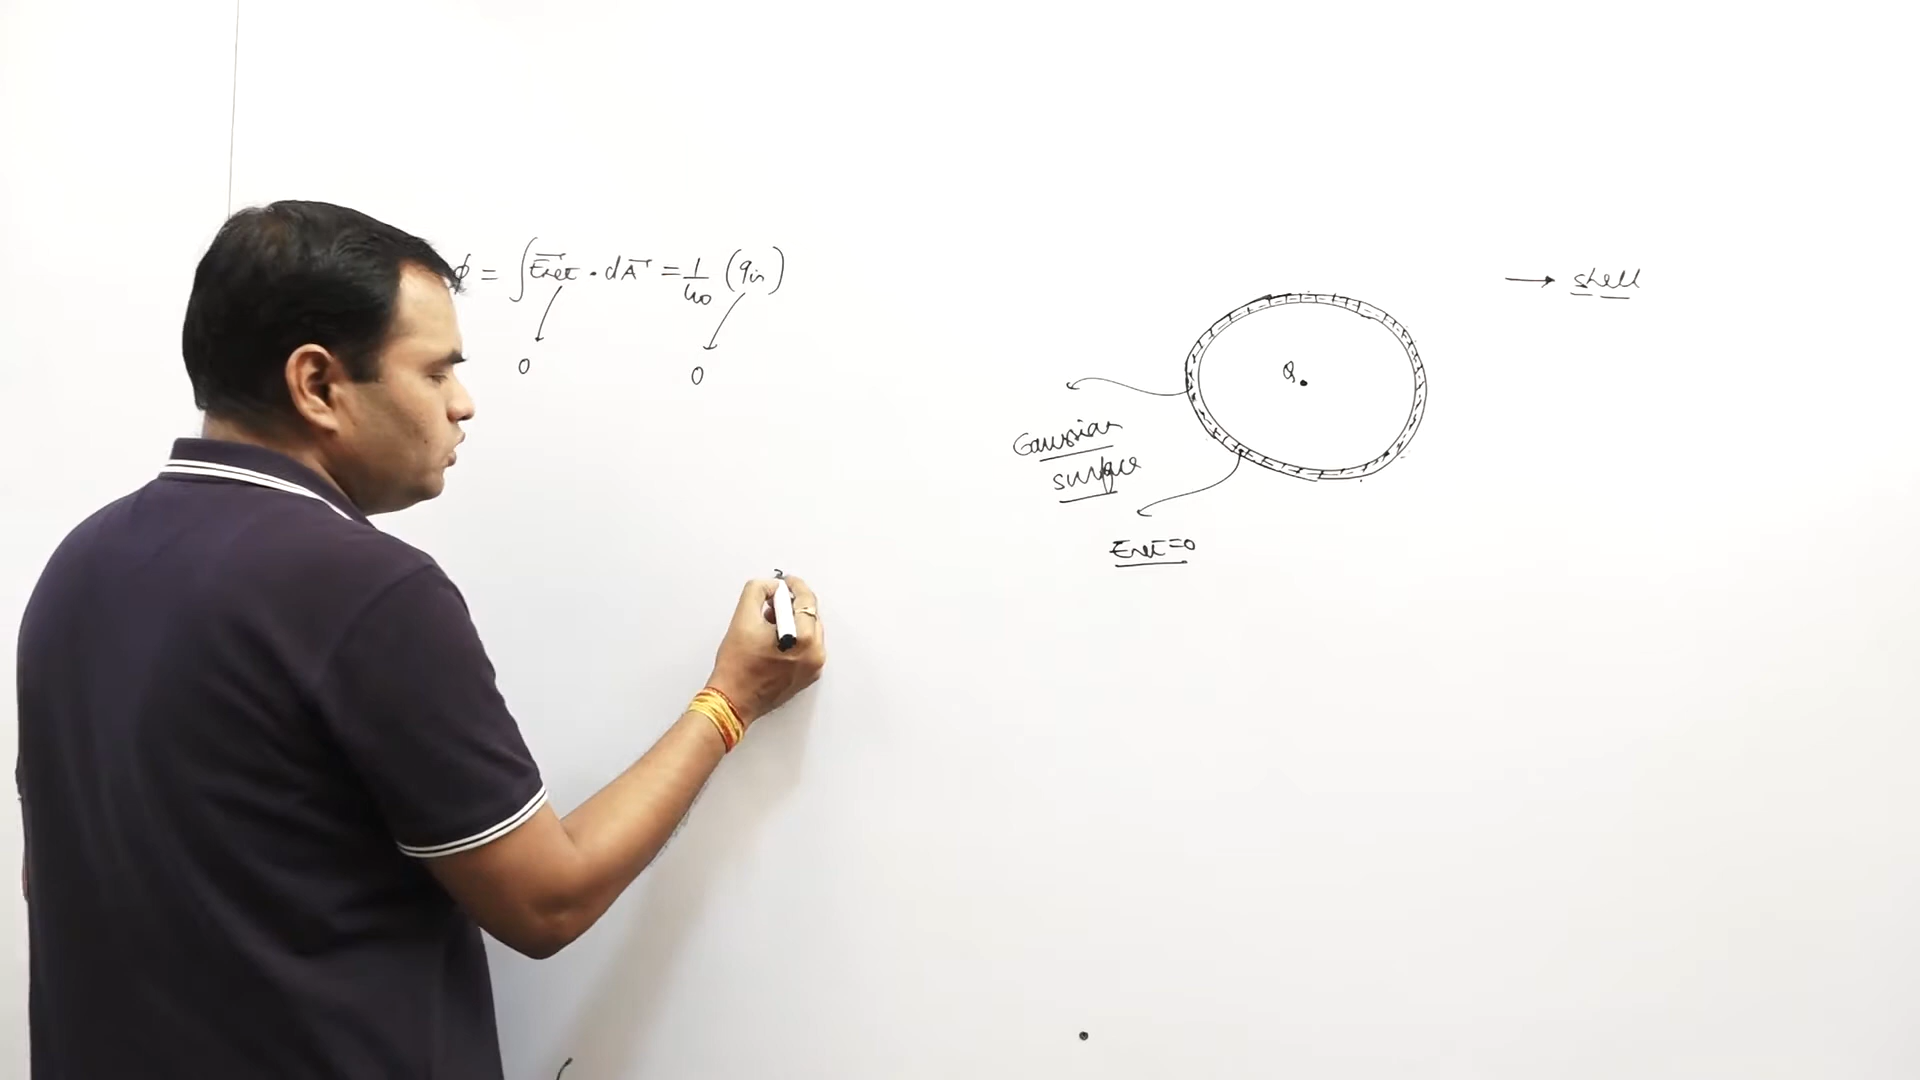 ϕ = ∫ E⃗net · dA⃗ = 1/ε₀ (qin)
0
0
→ shell
Q.
Gaussian
surface
Enet=0